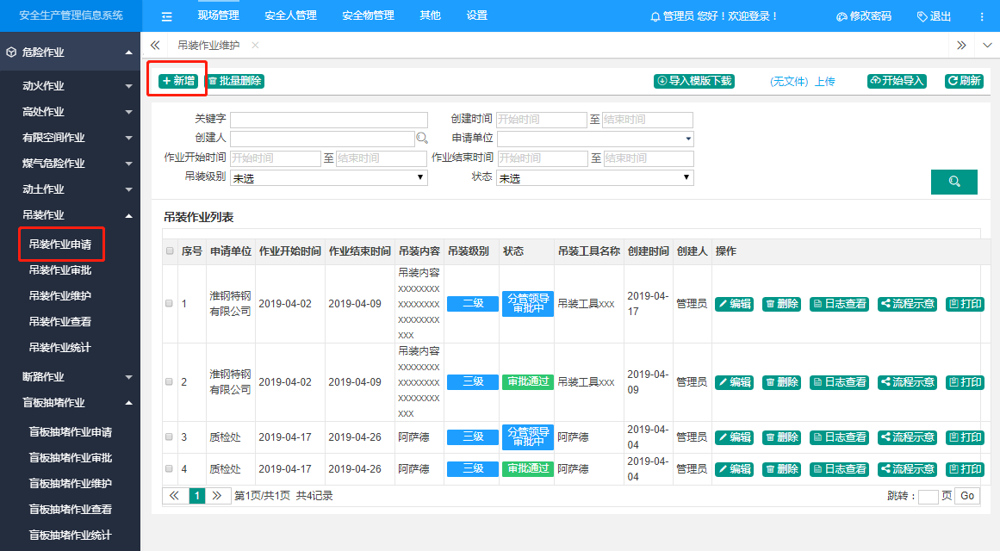 安全生产管理信息系统
现场管理 安全人管理 安全物管理 其他 设置
管理员 您好！欢迎登录！ 修改密码 退出
危险作业
动火作业
高处作业
有限空间作业
煤气危险作业
动土作业
吊装作业
吊装作业申请
吊装作业审批
吊装作业维护
吊装作业查看
吊装作业统计
断路作业
盲板抽堵作业
盲板抽堵作业申请
盲板抽堵作业审批
盲板抽堵作业维护
盲板抽堵作业查看
盲板抽堵作业统计
吊装作业维护 ×
+ 新增 批量删除 导入模版下载 (无文件) 上传 开始导入 刷新
关键字 创建时间 开始时间 至 结束时间
创建人 申请单位
作业开始时间 开始时间 至 结束时间 作业结束时间 开始时间 至 结束时间
吊装级别 未选 状态 未选
吊装作业列表
序号 申请单位 作业开始时间 作业结束时间 吊装内容 吊装级别 状态 吊装工具名称 创建时间 创建人 操作
1 淮钢特钢有限公司 2019-04-02 2019-04-09 吊装内容xxxxxxxxxxxxxxxxxxxxxxxxxxx 二级 分管领导审批中 吊装工具xxx 2019-04-17 管理员 编辑 删除 日志查看 流程示意 打印
2 淮钢特钢有限公司 2019-04-02 2019-04-09 吊装内容xxxxxxxxxxxxxxxxxxxxxxxxxxx 三级 审批通过 吊装工具xxx 2019-04-09 管理员 编辑 删除 日志查看 流程示意 打印
3 质检处 2019-04-17 2019-04-26 阿萨德 三级 分管领导审批中 阿萨德 2019-04-04 管理员 编辑 删除 日志查看 流程示意 打印
4 质检处 2019-04-17 2019-04-26 阿萨德 三级 审批通过 阿萨德 2019-04-04 管理员 编辑 删除 日志查看 流程示意 打印
1 第1页/共1页 共4记录 跳转： 页 Go